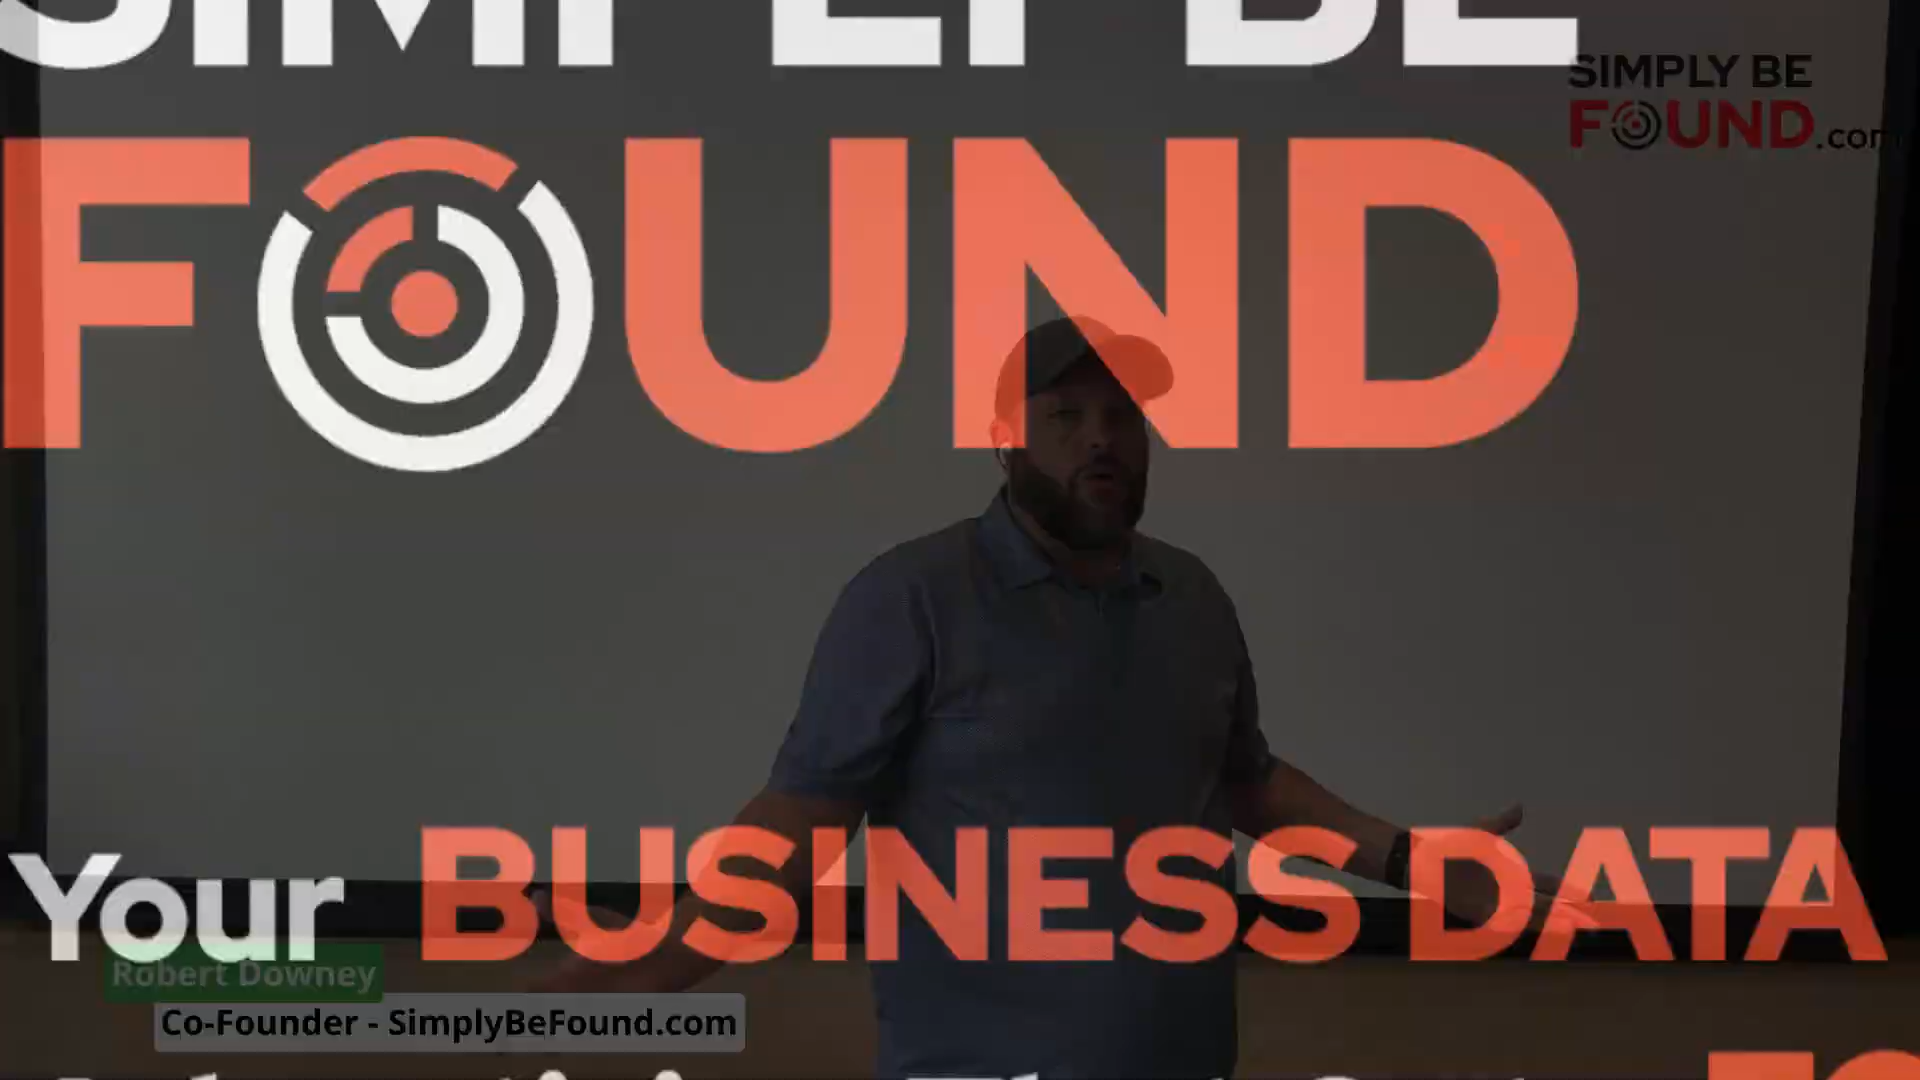 SIMPLY BE
FOUND
SIMPLY BE
FOUND.com
Your BUSINESS DATA
Robert Downey
Co-Founder - SimplyBeFound.com